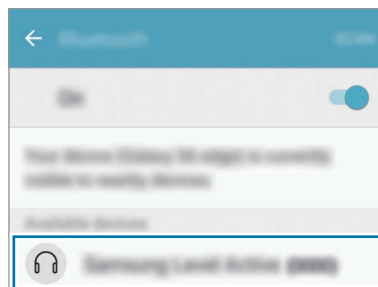 Bluetooth SCAN
On
Your device (Galaxy S6 edge) is currently
visible to nearby devices.
Available devices
Samsung Level Active (0000)